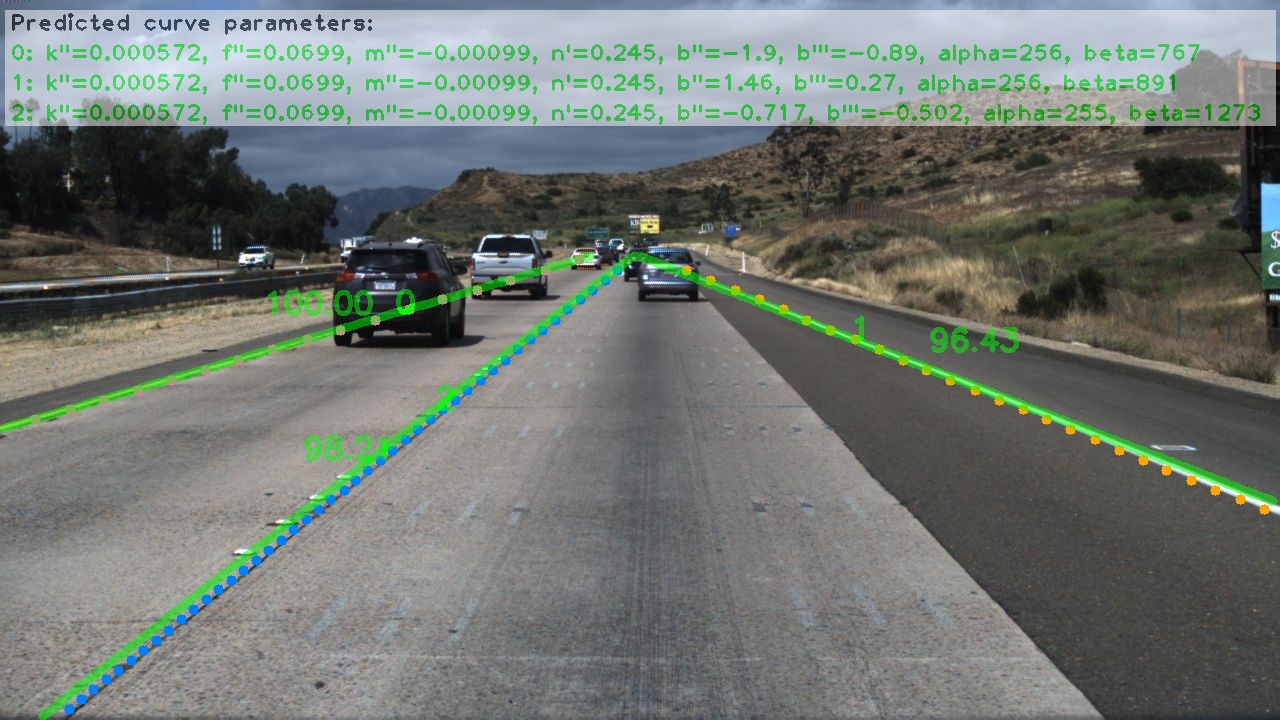 Predicted curve parameters:
0: k''=0.000572, f''=0.0699, m''=−0.00099, n'=0.245, b''=−1.9, b'''=−0.89, alpha=256, beta=767
1: k''=0.000572, f''=0.0699, m''=−0.00099, n'=0.245, b''=1.46, b'''=0.27, alpha=256, beta=891
2: k''=0.000572, f''=0.0699, m''=−0.00099, n'=0.245, b''=−0.717, b'''=−0.502, alpha=255, beta=1273
100.00 0
1 96.43
2